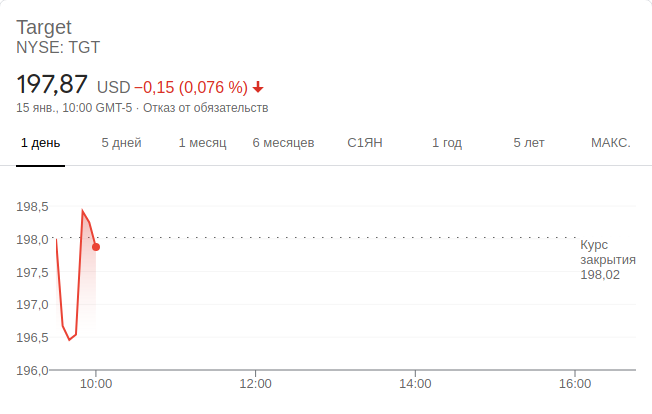 Target
NYSE: TGT
197,87 USD −0,15 (0,076 %)
15 янв., 10:00 GMT-5 · Отказ от обязательств
1 день 5 дней 1 месяц 6 месяцев С1ЯН 1 год 5 лет МАКС.
198,5
198,0
197,5
197,0
196,5
196,0
Курс
закрытия
198,02
10:00 12:00 14:00 16:00